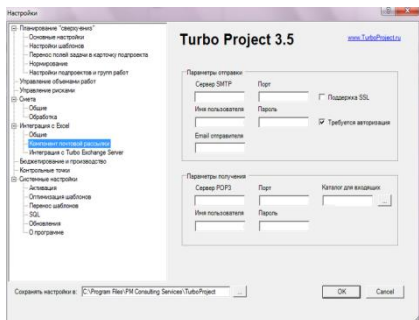 Настройки
Планирование "сверху-вниз"
Основные настройки
Настройки шаблонов
Перенос полей задачи в карточку подпроекта
Нормирование
Настройки подпроектов и групп работ
Управление объемами работ
Управление рисками
Смета
Общие
Обработка
Интеграция с Excel
Общие
Компонент почтовой рассылки
Интеграция с Turbo Exchange Server
Бюджетирование и производство
Контрольные точки
Системные настройки
Активация
Оптимизация шаблонов
Перенос шаблонов
SQL
Обновления
О программе
Turbo Project 3.5
www.TurboProject.ru
Параметры отправки
Сервер SMTP Порт
Поддержка SSL
Имя пользователя Пароль
Требуется авторизация
Email отправителя
Параметры получения
Сервер POP3 Порт Каталог для входящих
...
Имя пользователя Пароль
Сохранять настройки в: C:\Program Files\PM Consulting Services\TurboProject ... OK Cancel